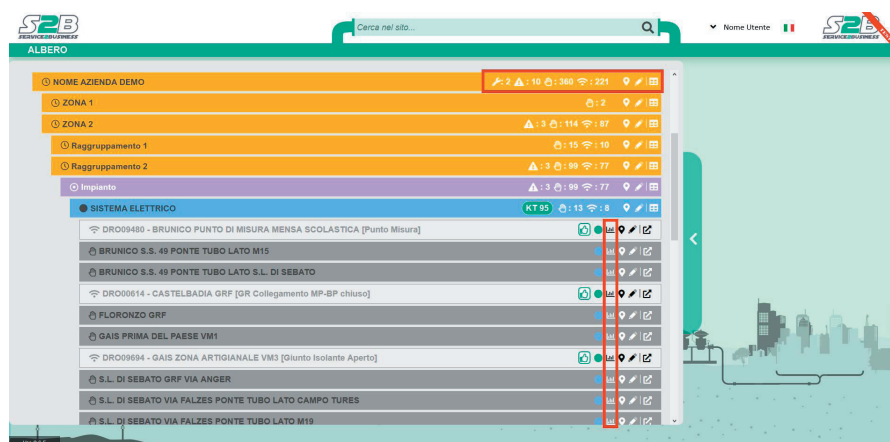 S2B
SERVICE2BUSINESS
Cerca nel sito...
Nome Utente
S2B
SERVICE2BUSINESS
ALBERO
NOME AZIENDA DEMO : 2 : 10 : 360 : 221
ZONA 1 : 2
ZONA 2 : 3 : 114 : 87
Raggruppamento 1 : 15 : 10
Raggruppamento 2 : 3 : 99 : 77
Impianto : 3 : 99 : 77
SISTEMA ELETTRICO KT 95 : 13 : 8
DRO09480 - BRUNICO PUNTO DI MISURA MENSA SCOLASTICA [Punto Misura]
BRUNICO S.S. 49 PONTE TUBO LATO M15
BRUNICO S.S. 49 PONTE TUBO LATO S.L. DI SEBATO
DRO00614 - CASTELBADIA GRF [GR Collegamento MP-BP chiuso]
FLORONZO GRF
GAIS PRIMA DEL PAESE VM1
DRO09694 - GAIS ZONA ARTIGIANALE VM3 [Giunto Isolante Aperto]
S.L. DI SEBATO GRF VIA ANGER
S.L. DI SEBATO VIA FALZES PONTE TUBO LATO CAMPO TURES
S.L. DI SEBATO VIA FALZES PONTE TUBO LATO M19